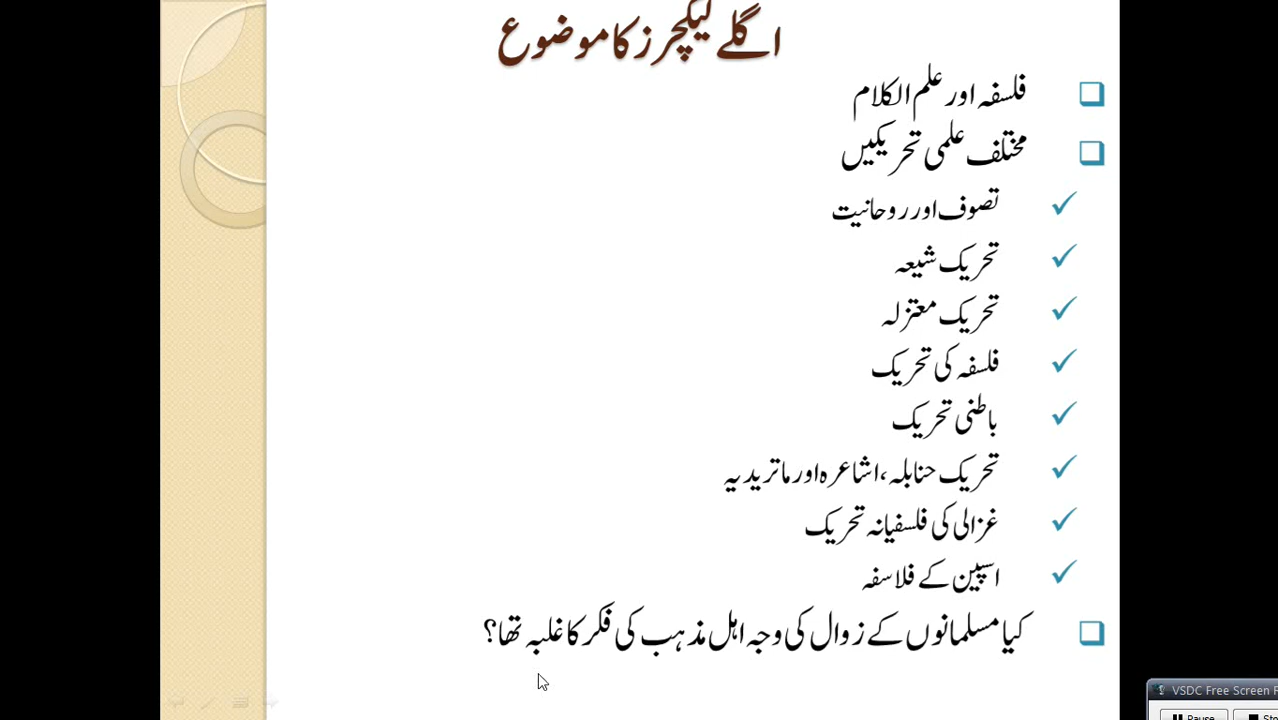 اگلے لیکچرز کا موضوع
فلسفہ اور علم الکلام
مختلف علمی تحریکیں
تصوف اور روحانیت
تحریک شیعہ
تحریک معتزلہ
فلسفہ کی تحریک
باطنی تحریک
تحریک حنابلہ، اشاعرہ اور ماتریدیہ
غزالی کی فلسفیانہ تحریک
اسپین کے فلاسفہ
کیا مسلمانوں کے زوال کی وجہ اہل مذہب کی فکر کا غلبہ تھا؟
VSDC Free Screen
Pause